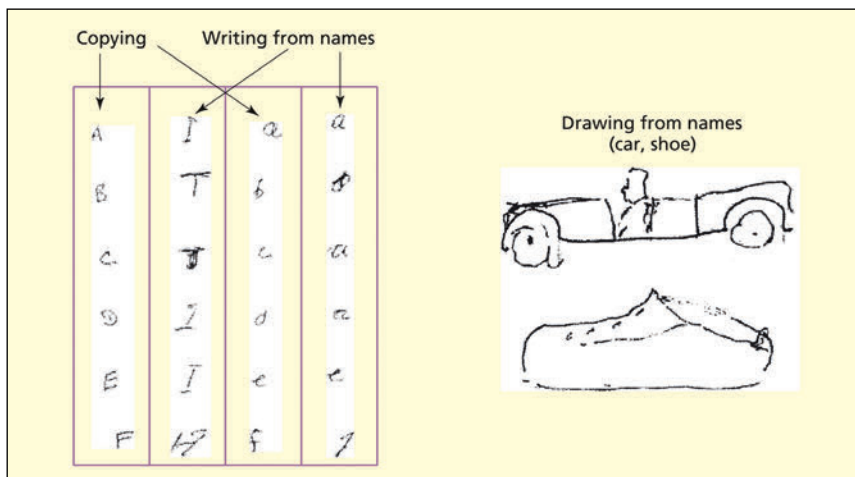 Copying Writing from names
A I a a
B T b
C J c a
D I d a
E I e e
F f
Drawing from names
(car, shoe)